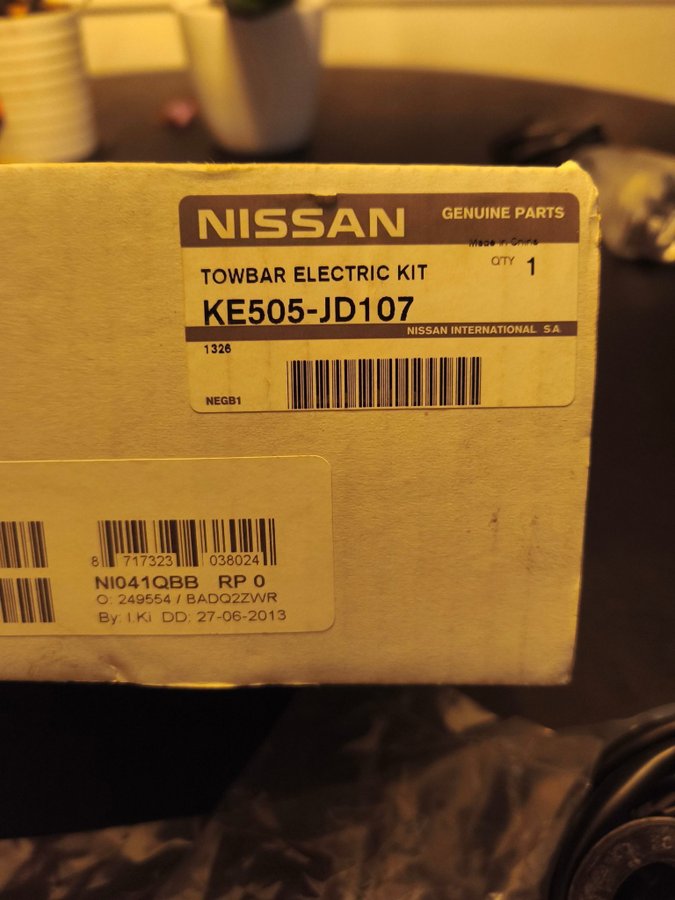 NISSAN GENUINE PARTS
Made in China
QTY 1
TOWBAR ELECTRIC KIT
KE505-JD107
NISSAN INTERNATIONAL S.A
1326
NEGB1
8 717323 038024
NI041QBB RP 0
O: 249554 / BADQ2ZWR
By: I.Ki DD: 27-06-2013